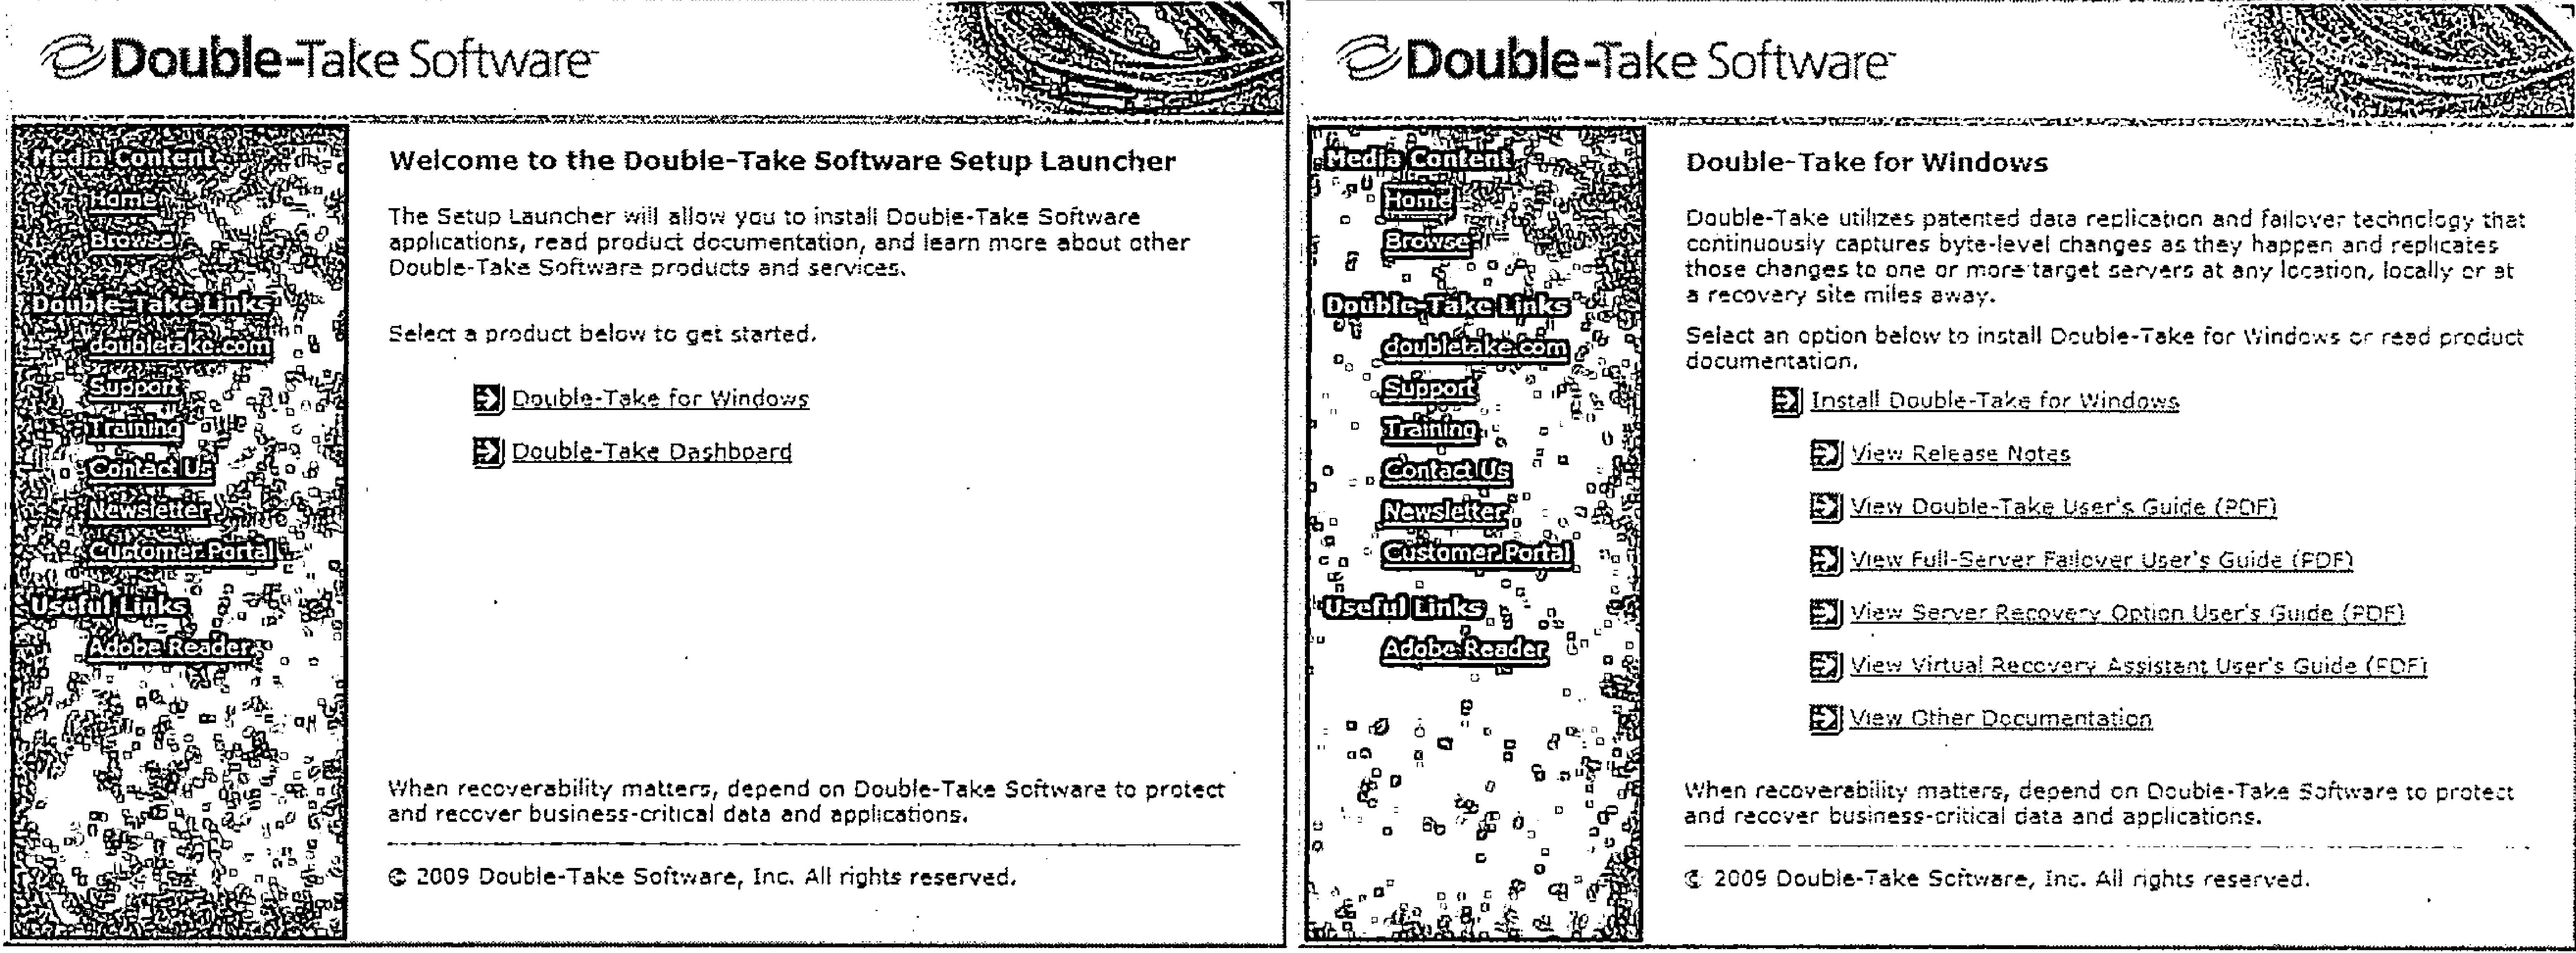 Double-Take Software
Media Content
Home
Browse
Double-Take Links
doubletake.com
Support
Training
Contact Us
Newsletter
Customer Portal
Useful Links
Adobe Reader
Welcome to the Double-Take Software Setup Launcher
The Setup Launcher will allow you to install Double-Take Software
applications, read product documentation, and learn more about other
Double-Take Software products and services.
Select a product below to get started.
Double-Take for Windows
Double-Take Dashboard
When recoverability matters, depend on Double-Take Software to protect
and recover business-critical data and applications.
© 2009 Double-Take Software, Inc. All rights reserved.
Double-Take Software
Media Content
Home
Browse
Double-Take Links
doubletake.com
Support
Training
Contact Us
Newsletter
Customer Portal
Useful Links
Adobe Reader
Double-Take for Windows
Double-Take utilizes patented data replication and failover technology that
continuously captures byte-level changes as they happen and replicates
those changes to one or more target servers at any location, locally or at
a recovery site miles away.
Select an option below to install Double-Take for Windows or read product
documentation.
Install Double-Take for Windows
View Release Notes
View Double-Take User's Guide (PDF)
View Full-Server Failover User's Guide (PDF)
View Server Recovery Option User's Guide (PDF)
View Virtual Recovery Assistant User's Guide (PDF)
View Other Documentation
When recoverability matters, depend on Double-Take Software to protect
and recover business-critical data and applications.
© 2009 Double-Take Software, Inc. All rights reserved.